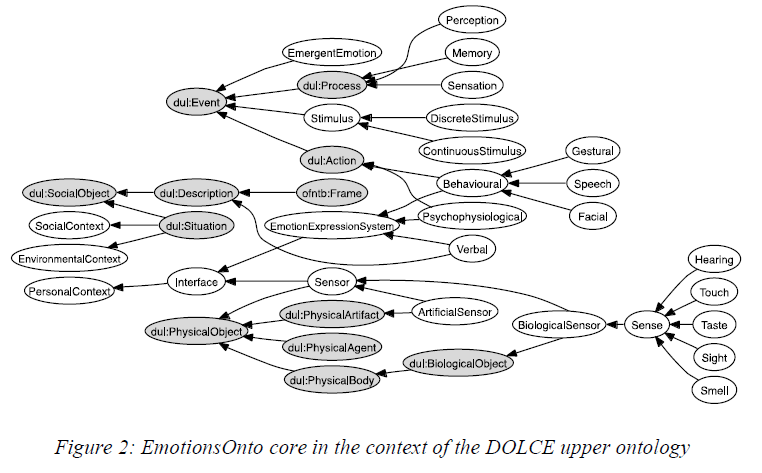 Perception
EmergentEmotion
Memory
dul:Process
Sensation
dul:Event
Stimulus
DiscreteStimulus
ContinuousStimulus
Gestural
dul:Action
Behavioural
Speech
dul:SocialObject
dul:Description
ofntb:Frame
Psychophysiological
Facial
SocialContext
dul:Situation
EmotionExpressionSystem
Verbal
EnvironmentalContext
Hearing
PersonalContext
Interface
Sensor
Touch
dul:PhysicalArtifact
ArtificialSensor
dul:PhysicalObject
BiologicalSensor
Sense
Taste
dul:PhysicalAgent
Sight
dul:BiologicalObject
dul:PhysicalBody
Smell
Figure 2: EmotionsOnto core in the context of the DOLCE upper ontology